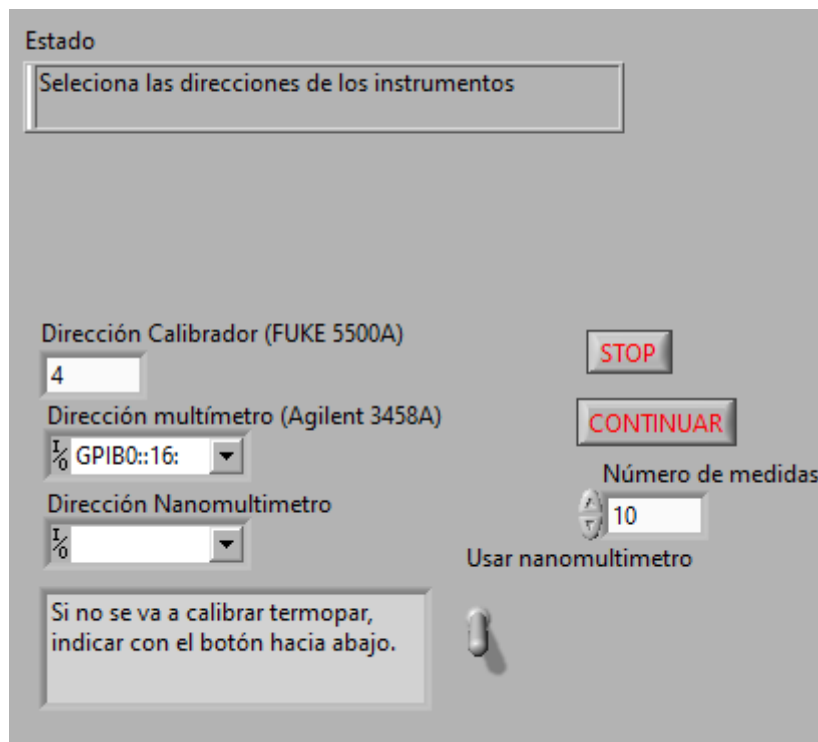 Estado
Seleciona las direcciones de los instrumentos
Dirección Calibrador (FUKE 5500A)
4
STOP
Dirección multímetro (Agilent 3458A)
CONTINUAR
I/O GPIB0::16:
Número de medidas
10
Dirección Nanomultimetro
I/O
Usar nanomultimetro
Si no se va a calibrar termopar,
indicar con el botón hacia abajo.